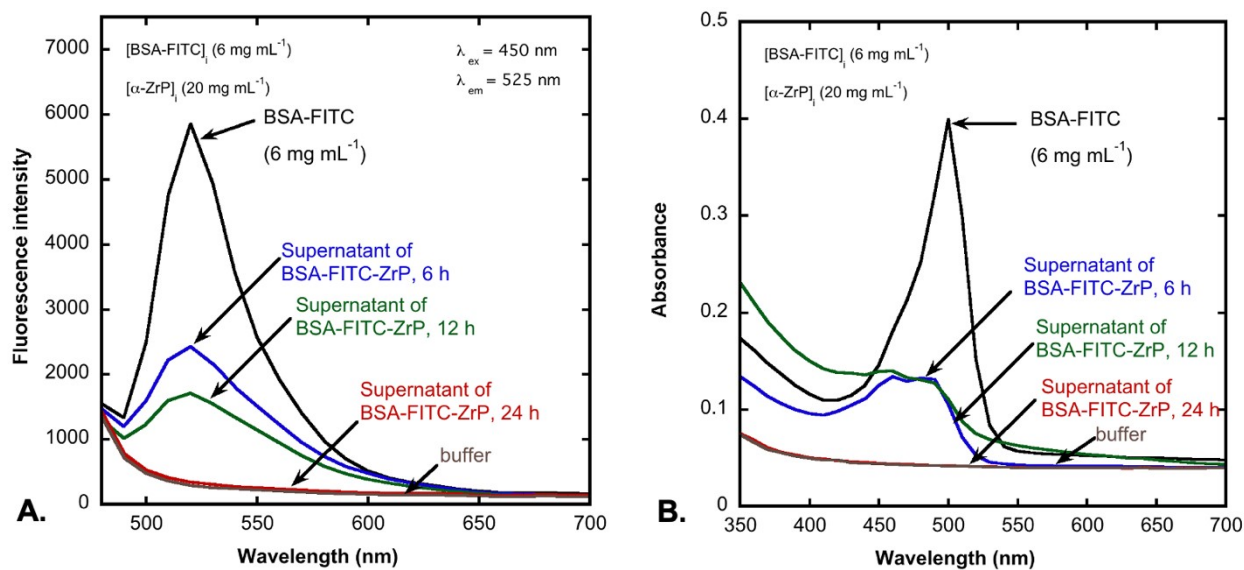 7000
6000
5000
4000
3000
2000
1000
0
Fluorescence intensity
[BSA-FITC]i (6 mg mL-1)
[α-ZrP]i (20 mg mL-1)
λex = 450 nm
λem = 525 nm
BSA-FITC
(6 mg mL-1)
Supernatant of
BSA-FITC-ZrP, 6 h
Supernatant of
BSA-FITC-ZrP, 12 h
Supernatant of
BSA-FITC-ZrP, 24 h
buffer
500 550 600 650 700
A.
Wavelength (nm)
0.5
0.4
0.3
0.2
0.1
0
Absorbance
[BSA-FITC]i (6 mg mL-1)
[α-ZrP]i (20 mg mL-1)
BSA-FITC
(6 mg mL-1)
Supernatant of
BSA-FITC-ZrP, 6 h
Supernatant of
BSA-FITC-ZrP, 12 h
Supernatant of
BSA-FITC-ZrP, 24 h
buffer
350 400 450 500 550 600 650 700
B.
Wavelength (nm)